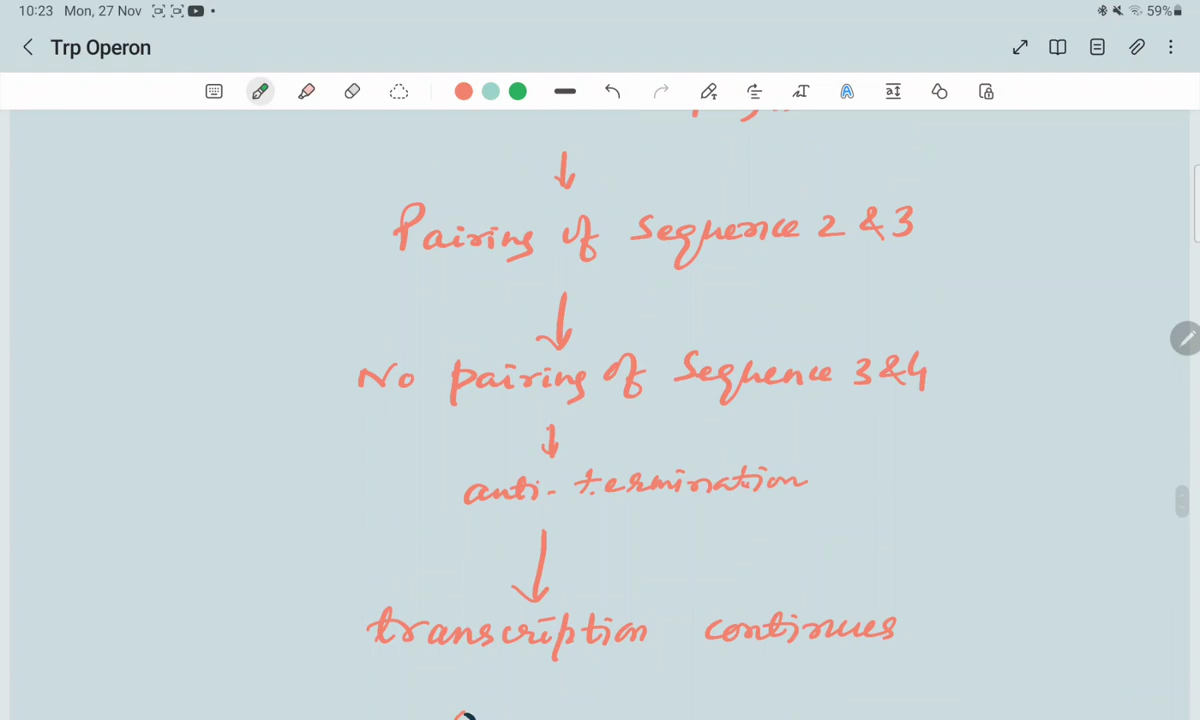 10:23 Mon, 27 Nov
59%
Trp Operon
Pairing of Sequence 2 & 3
No pairing of Sequence 3 & 4
anti-termination
transcription continues